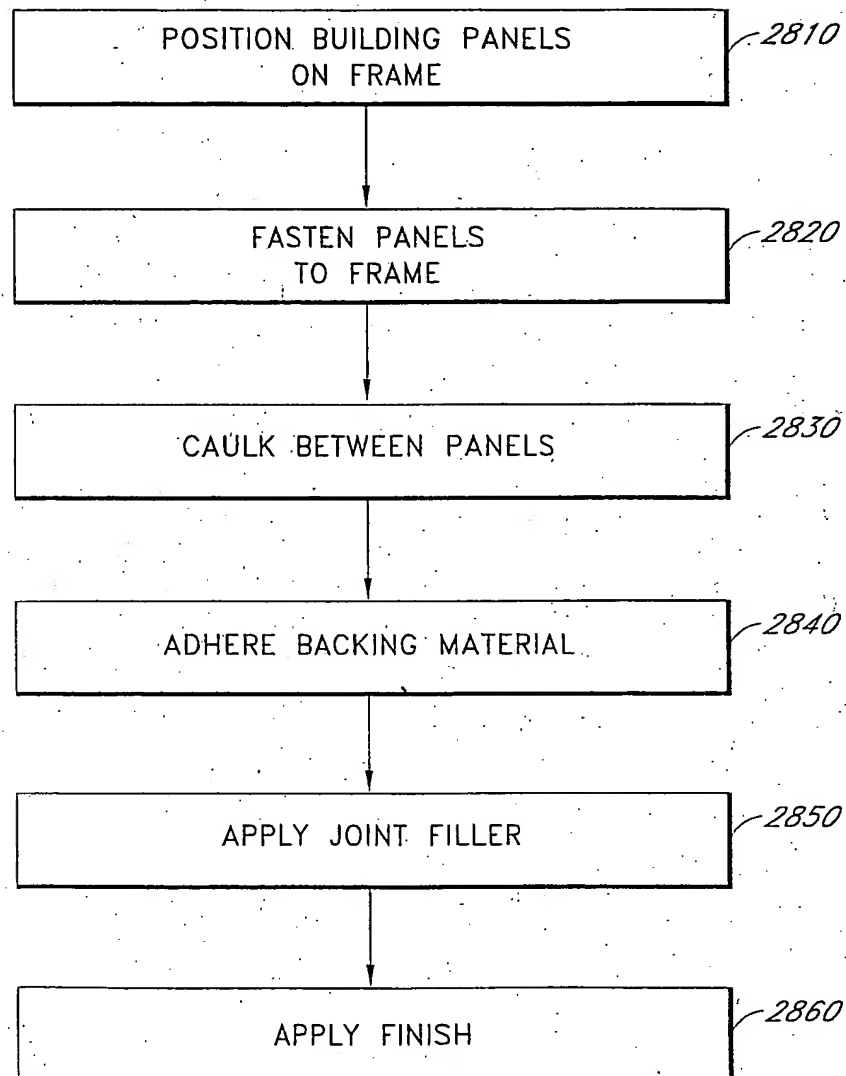 POSITION BUILDING PANELS
ON FRAME
2810
FASTEN PANELS
TO FRAME
2820
CAULK BETWEEN PANELS
2830
ADHERE BACKING MATERIAL
2840
APPLY JOINT FILLER
2850
APPLY FINISH
2860